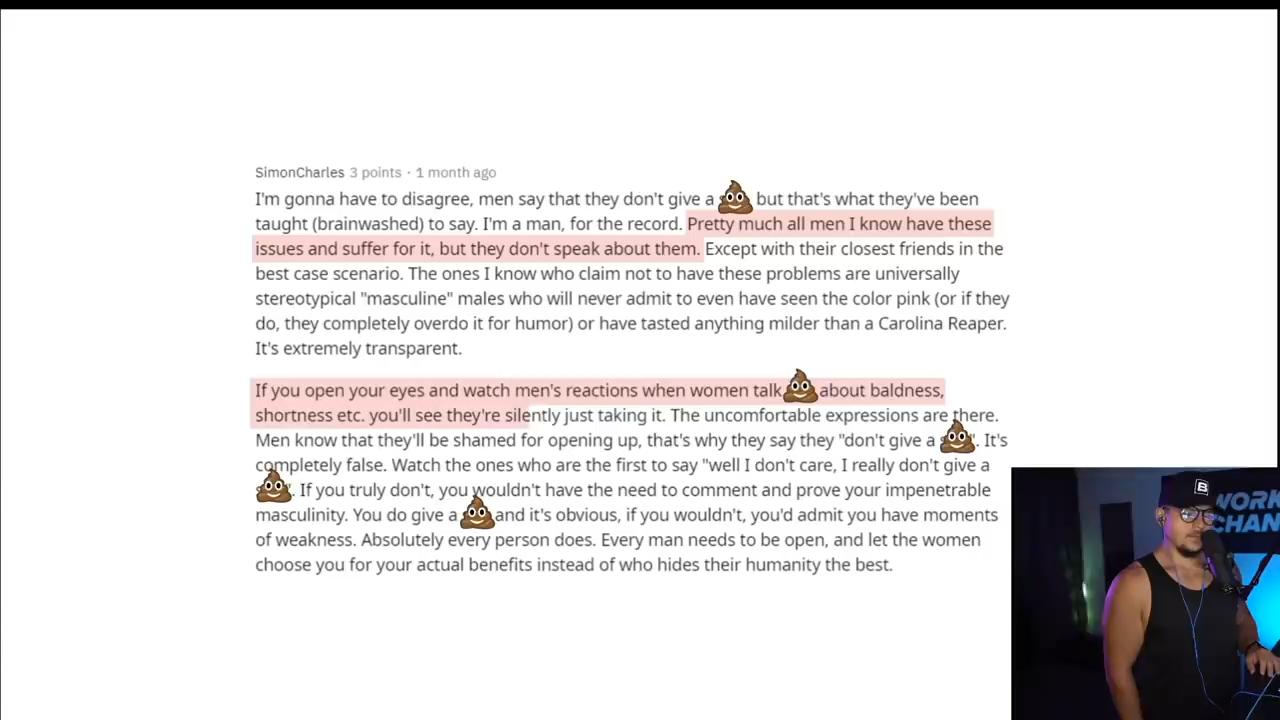 SimonCharles 3 points · 1 month ago
I'm gonna have to disagree, men say that they don't give a 💩 but that's what they've been
taught (brainwashed) to say. I'm a man, for the record. Pretty much all men I know have these
issues and suffer for it, but they don't speak about them. Except with their closest friends in the
best case scenario. The ones I know who claim not to have these problems are universally
stereotypical "masculine" males who will never admit to even have seen the color pink (or if they
do, they completely overdo it for humor) or have tasted anything milder than a Carolina Reaper.
It's extremely transparent.
If you open your eyes and watch men's reactions when women talk 💩 about baldness,
shortness etc. you'll see they're silently just taking it. The uncomfortable expressions are there.
Men know that they'll be shamed for opening up, that's why they say they "don't give a s💩". It's
completely false. Watch the ones who are the first to say "well I don't care, I really don't give a
💩". If you truly don't, you wouldn't have the need to comment and prove your impenetrable
masculinity. You do give a 💩 and it's obvious, if you wouldn't, you'd admit you have moments
of weakness. Absolutely every person does. Every man needs to be open, and let the women
choose you for your actual benefits instead of who hides their humanity the best.
B
WORK
CHAN